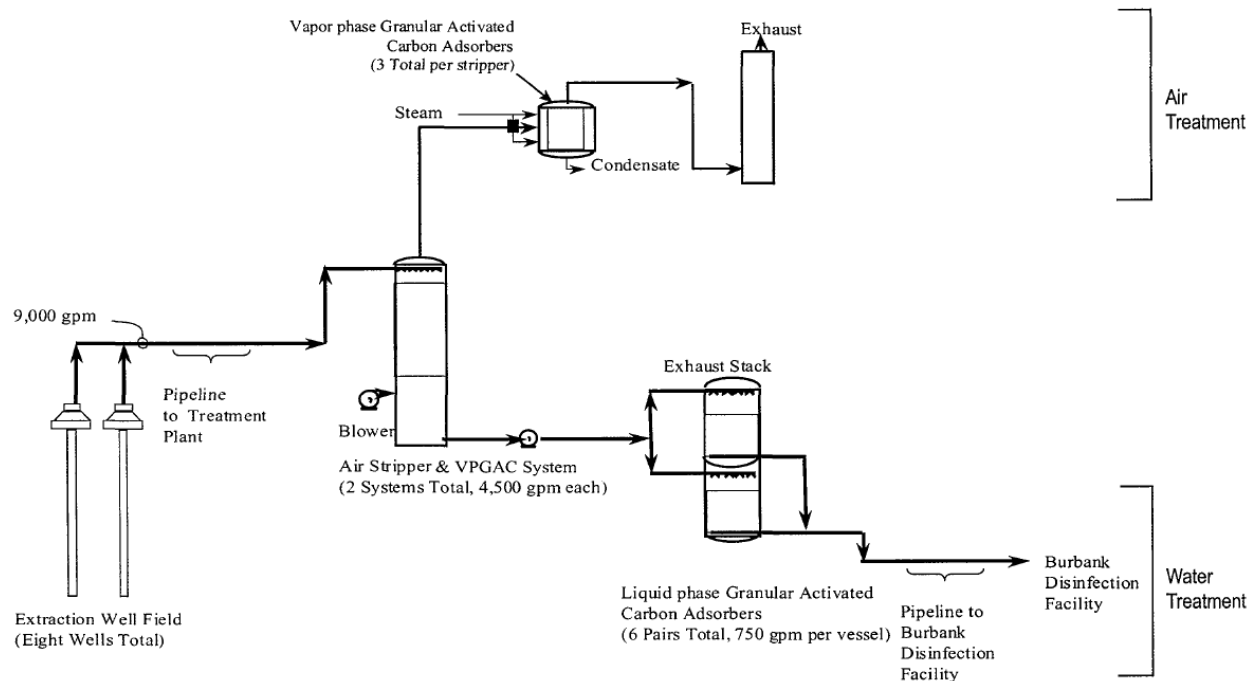 Vapor phase Granular Activated
Carbon Adsorbers
(3 Total per stripper)
Exhaust
Steam
Condensate
Air
Treatment
9,000 gpm
Pipeline
to Treatment
Plant
Blower
Exhaust Stack
Air Stripper & VPGAC System
(2 Systems Total, 4,500 gpm each)
Extraction Well Field
(Eight Wells Total)
Liquid phase Granular Activated
Carbon Adsorbers
(6 Pairs Total, 750 gpm per vessel)
Pipeline to
Burbank
Disinfection
Facility
Burbank
Disinfection
Facility
Water
Treatment